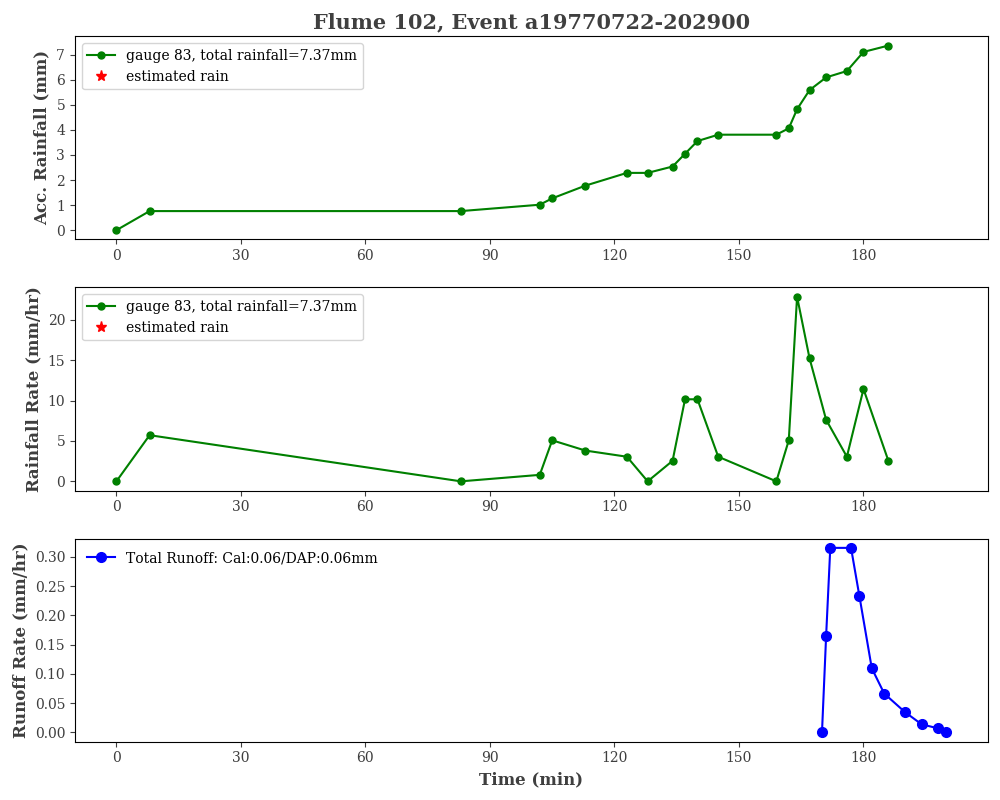 Flume 102, Event a19770722-202900
Acc. Rainfall (mm)
7
6
5
4
3
2
1
0
gauge 83, total rainfall=7.37mm
estimated rain
0 30 60 90 120 150 180
Rainfall Rate (mm/hr)
20
15
10
5
0
gauge 83, total rainfall=7.37mm
estimated rain
0 30 60 90 120 150 180
Runoff Rate (mm/hr)
0.30
0.25
0.20
0.15
0.10
0.05
0.00
Total Runoff: Cal:0.06/DAP:0.06mm
0 30 60 90 120 150 180
Time (min)